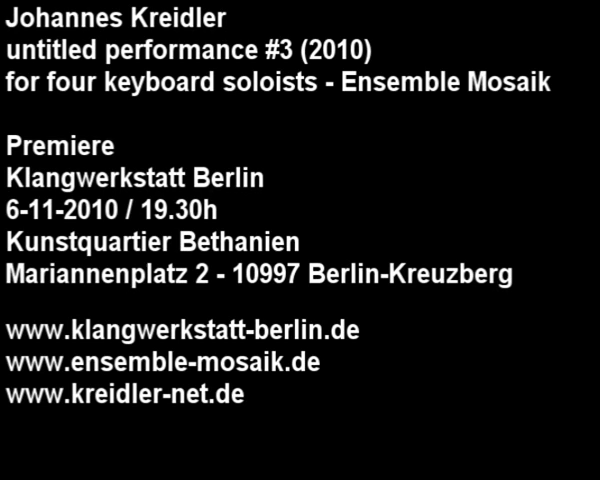 Johannes Kreidler
untitled performance #3 (2010)
for four keyboard soloists - Ensemble Mosaik
Premiere
Klangwerkstatt Berlin
6-11-2010 / 19.30h
Kunstquartier Bethanien
Mariannenplatz 2 - 10997 Berlin-Kreuzberg
www.klangwerkstatt-berlin.de
www.ensemble-mosaik.de
www.kreidler-net.de